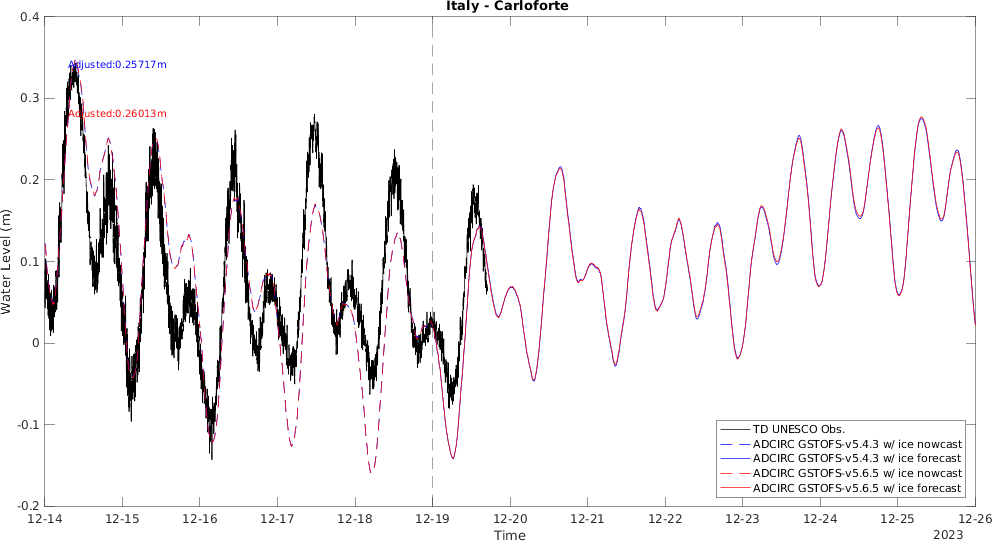 Italy - Carloforte
0.4
0.3
0.2
0.1
0
-0.1
-0.2
Water Level (m)
Adjusted:0.25717m
Adjusted:0.26013m
TD UNESCO Obs.
ADCIRC GSTOFS-v5.4.3 w/ ice nowcast
ADCIRC GSTOFS-v5.4.3 w/ ice forecast
ADCIRC GSTOFS-v5.6.5 w/ ice nowcast
ADCIRC GSTOFS-v5.6.5 w/ ice forecast
12-14 12-15 12-16 12-17 12-18 12-19 12-20 12-21 12-22 12-23 12-24 12-25 12-26
Time
2023